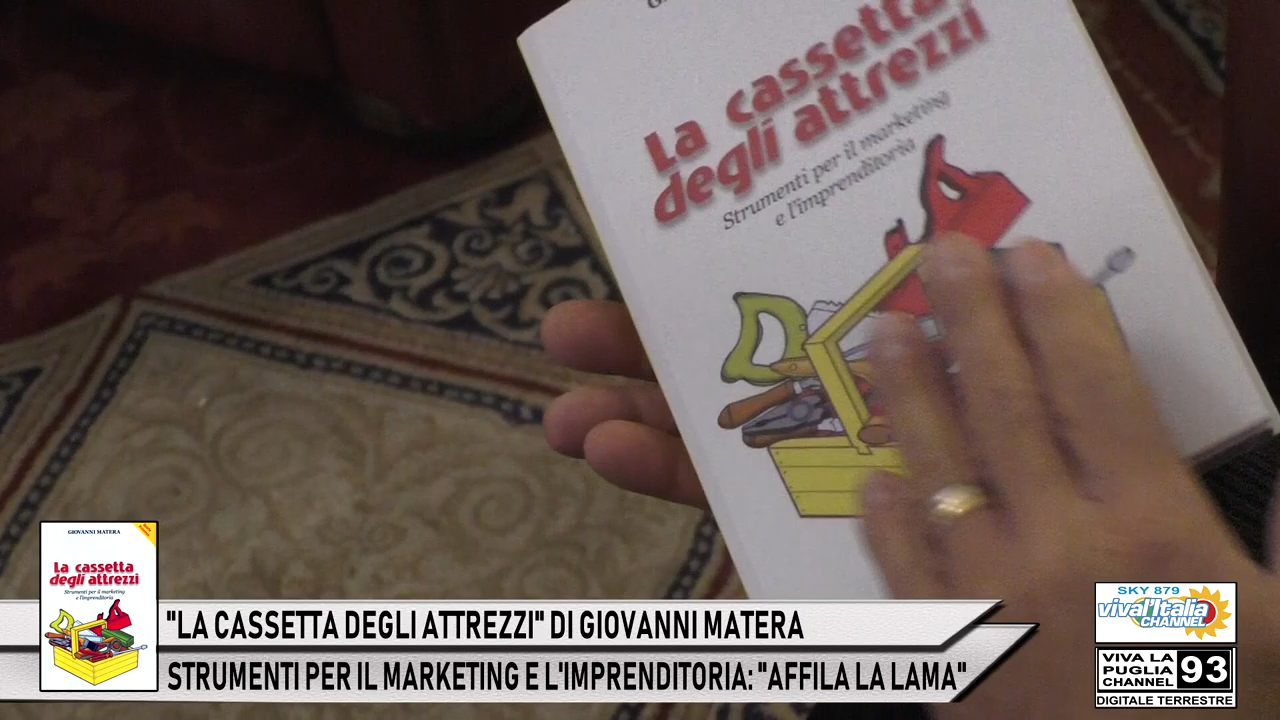 La cassetta
degli attrezzi
Strumenti per il marketing
e l'imprenditoria
GIOVANNI MATERA
La cassetta
degli attrezzi
Strumenti per il marketing
e l'imprenditoria
"LA CASSETTA DEGLI ATTREZZI" DI GIOVANNI MATERA
STRUMENTI PER IL MARKETING E L'IMPRENDITORIA: "AFFILA LA LAMA"
SKY 879
viva l'Italia
CHANNEL
VIVA LA
PUGLIA 93
CHANNEL
DIGITALE TERRESTRE